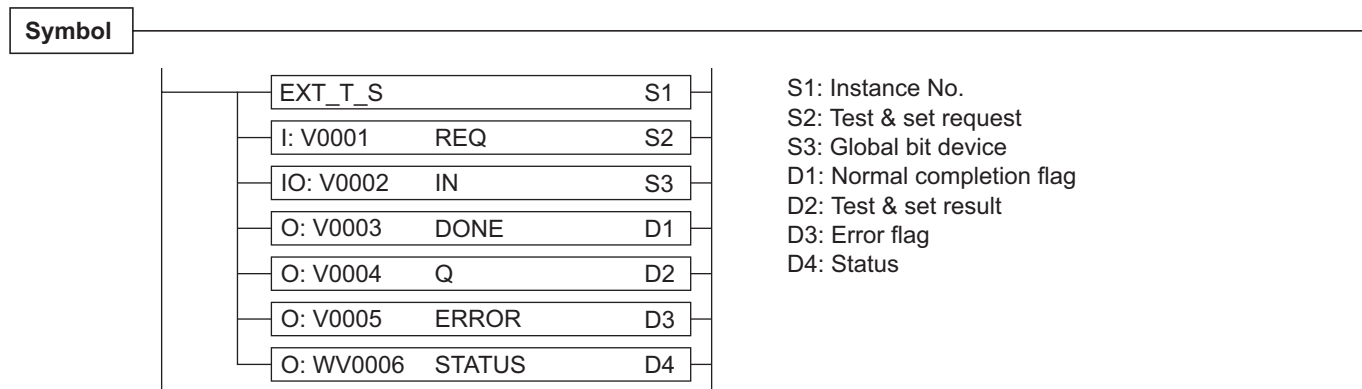 Symbol
EXT_T_S S1
I: V0001 REQ S2
IO: V0002 IN S3
O: V0003 DONE D1
O: V0004 Q D2
O: V0005 ERROR D3
O: WV0006 STATUS D4
S1: Instance No.
S2: Test & set request
S3: Global bit device
D1: Normal completion flag
D2: Test & set result
D3: Error flag
D4: Status